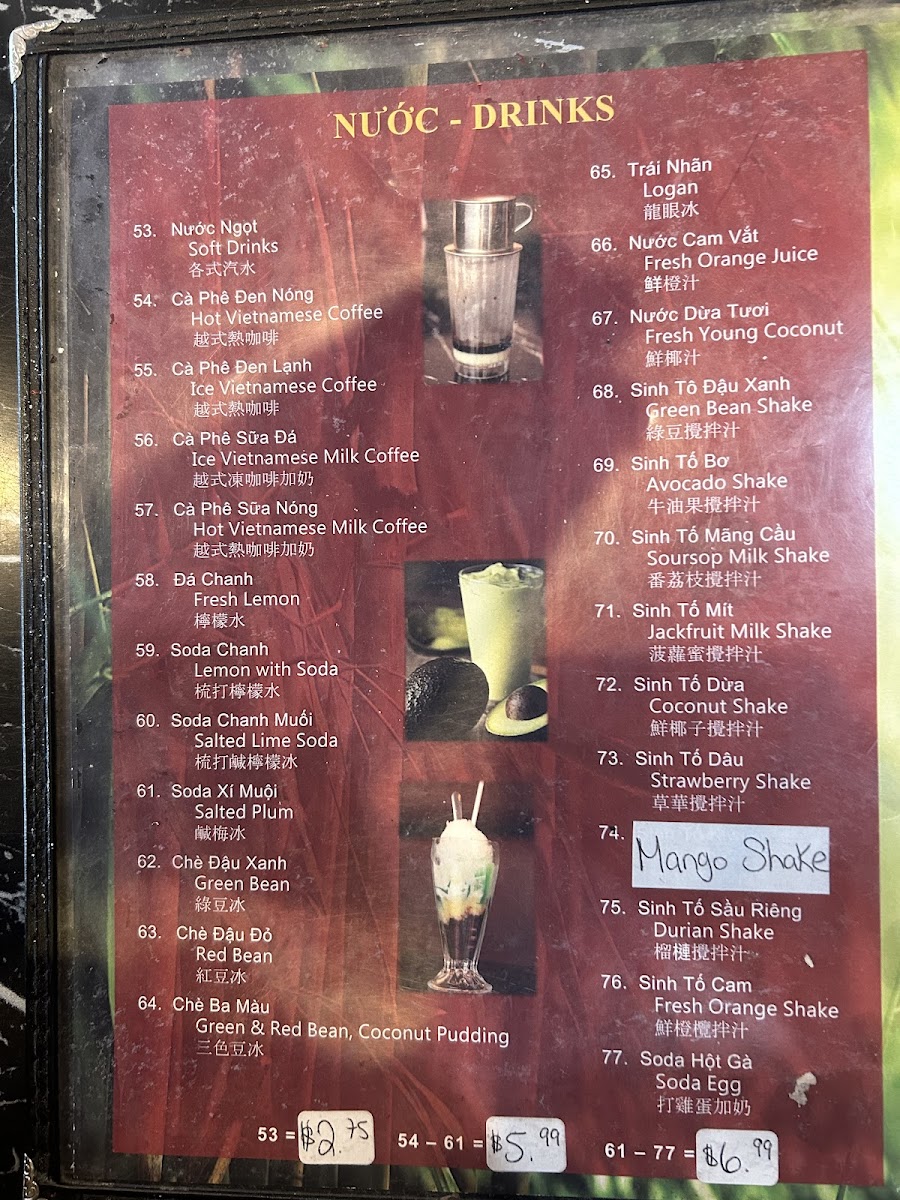 NƯỚC - DRINKS
53. Nước Ngọt
Soft Drinks
各式汽水
54. Cà Phê Đen Nóng
Hot Vietnamese Coffee
越式熱咖啡
55. Cà Phê Đen Lạnh
Ice Vietnamese Coffee
越式熱咖啡
56. Cà Phê Sữa Đá
Ice Vietnamese Milk Coffee
越式凍咖啡加奶
57. Cà Phê Sữa Nóng
Hot Vietnamese Milk Coffee
越式熱咖啡加奶
58. Đá Chanh
Fresh Lemon
檸檬水
59. Soda Chanh
Lemon with Soda
梳打檸檬水
60. Soda Chanh Muối
Salted Lime Soda
梳打鹹檸檬冰
61. Soda Xí Muội
Salted Plum
鹹梅冰
62. Chè Đậu Xanh
Green Bean
綠豆冰
63. Chè Đậu Đỏ
Red Bean
紅豆冰
64. Chè Ba Màu
Green & Red Bean, Coconut Pudding
三色豆冰
65. Trái Nhãn
Logan
龍眼冰
66. Nước Cam Vắt
Fresh Orange Juice
鮮橙汁
67. Nước Dừa Tươi
Fresh Young Coconut
鮮椰汁
68. Sinh Tô Đậu Xanh
Green Bean Shake
綠豆攪拌汁
69. Sinh Tố Bơ
Avocado Shake
牛油果攪拌汁
70. Sinh Tố Mãng Cầu
Soursop Milk Shake
番荔枝攪拌汁
71. Sinh Tố Mít
Jackfruit Milk Shake
菠蘿蜜攪拌汁
72. Sinh Tố Dừa
Coconut Shake
鮮椰子攪拌汁
73. Sinh Tố Dâu
Strawberry Shake
草華攪拌汁
74. Mango Shake
75. Sinh Tố Sầu Riêng
Durian Shake
榴槤攪拌汁
76. Sinh Tố Cam
Fresh Orange Shake
鮮橙欖拌汁
77. Soda Hột Gà
Soda Egg
打雞蛋加奶
53 = $2.75
54 – 61 = $5.99
61 – 77 = $6.99